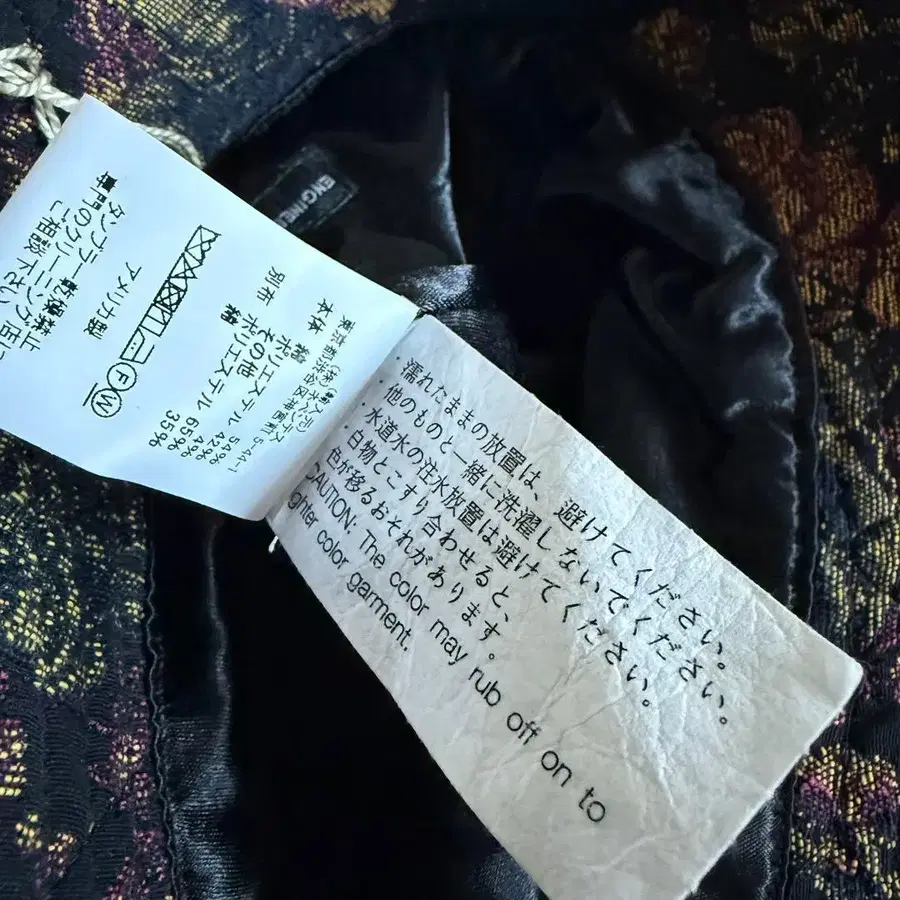 ENGINE
東京都渋谷区神宮前5-44-1
本体 綿 54%
ポリエステル 42%
その他 4%
別布 ポリエステル 65%
綿 35%
F
W
アメリカ製
タンブラー乾燥禁止
専門のクリーニング店
ご相談下さい
・濡れたままの放置は、避けてください。
・他のものと一緒に洗濯しないでください。
・水道水の注水放置は避けてください。
・白物とこすり合わせると、
色が移るおそれがあります。
CAUTION: The color may rub off on to
ighter color garment.